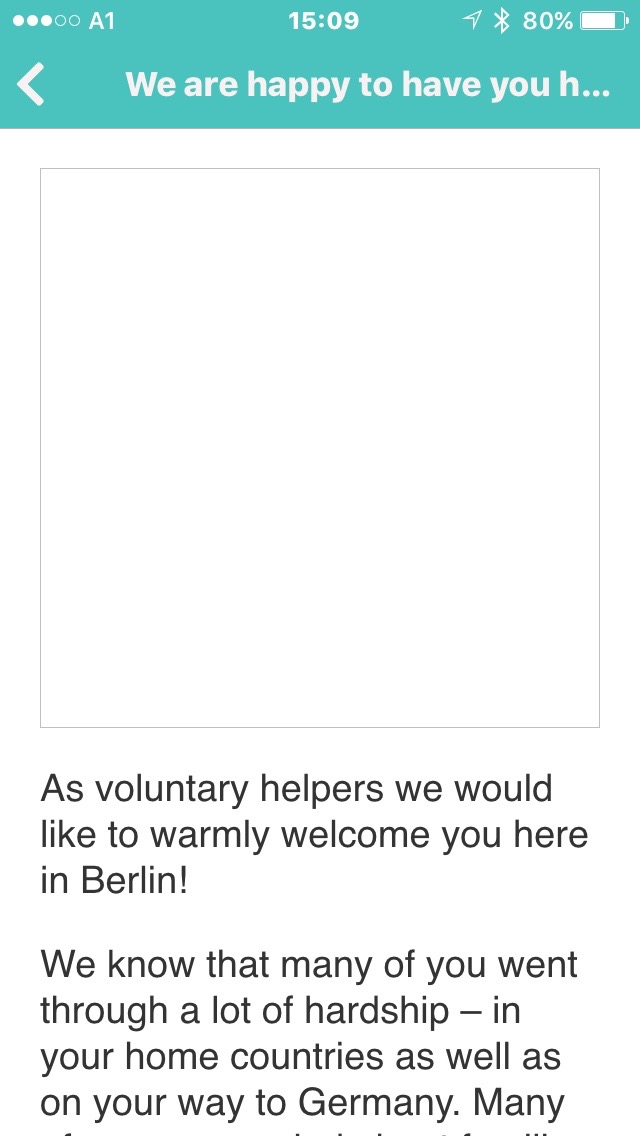 A1 15:09 80%
We are happy to have you h...
As voluntary helpers we would
like to warmly welcome you here
in Berlin!
We know that many of you went
through a lot of hardship – in
your home countries as well as
on your way to Germany. Many